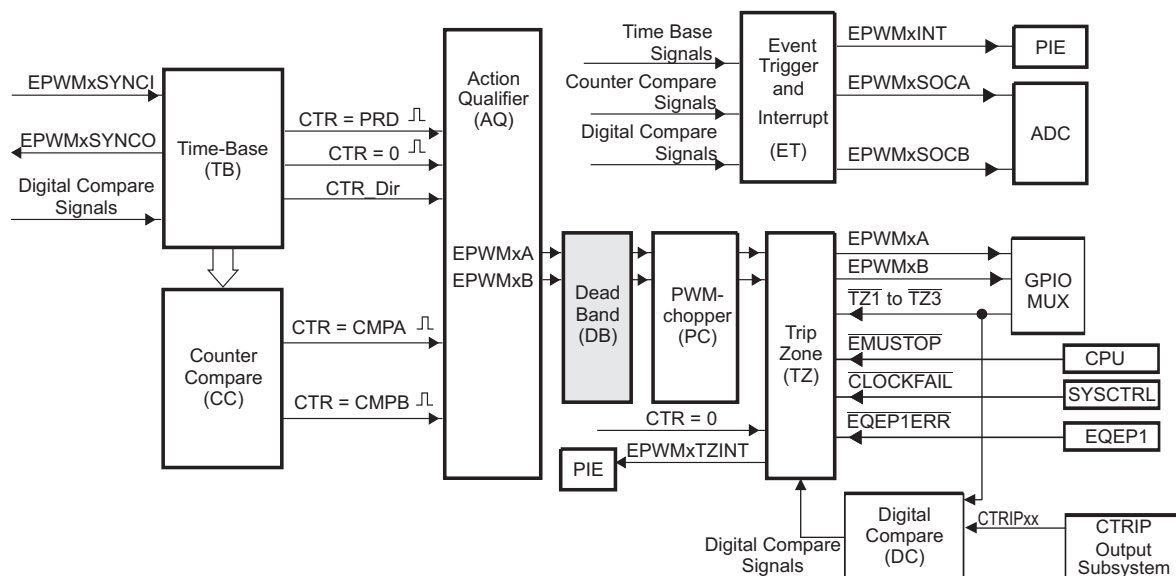 EPWMxSYNCI
EPWMxSYNCO
Digital Compare
Signals
Time-Base
(TB)
CTR = PRD
CTR = 0
CTR_Dir
Counter
Compare
(CC)
CTR = CMPA
CTR = CMPB
Action
Qualifier
(AQ)
EPWMxA
EPWMxB
Time Base
Signals
Counter Compare
Signals
Digital Compare
Signals
Event
Trigger
and
Interrupt
(ET)
EPWMxINT
EPWMxSOCA
EPWMxSOCB
PIE
ADC
Dead
Band
(DB)
PWM-
chopper
(PC)
Trip
Zone
(TZ)
EPWMxA
EPWMxB
TZ1 to TZ3
EMUSTOP
CLOCKFAIL
EQEP1ERR
GPIO
MUX
CPU
SYSCTRL
EQEP1
CTR = 0
EPWMxTZINT
PIE
Digital Compare
Signals
Digital
Compare
(DC)
CTRIPxx
CTRIP
Output
Subsystem